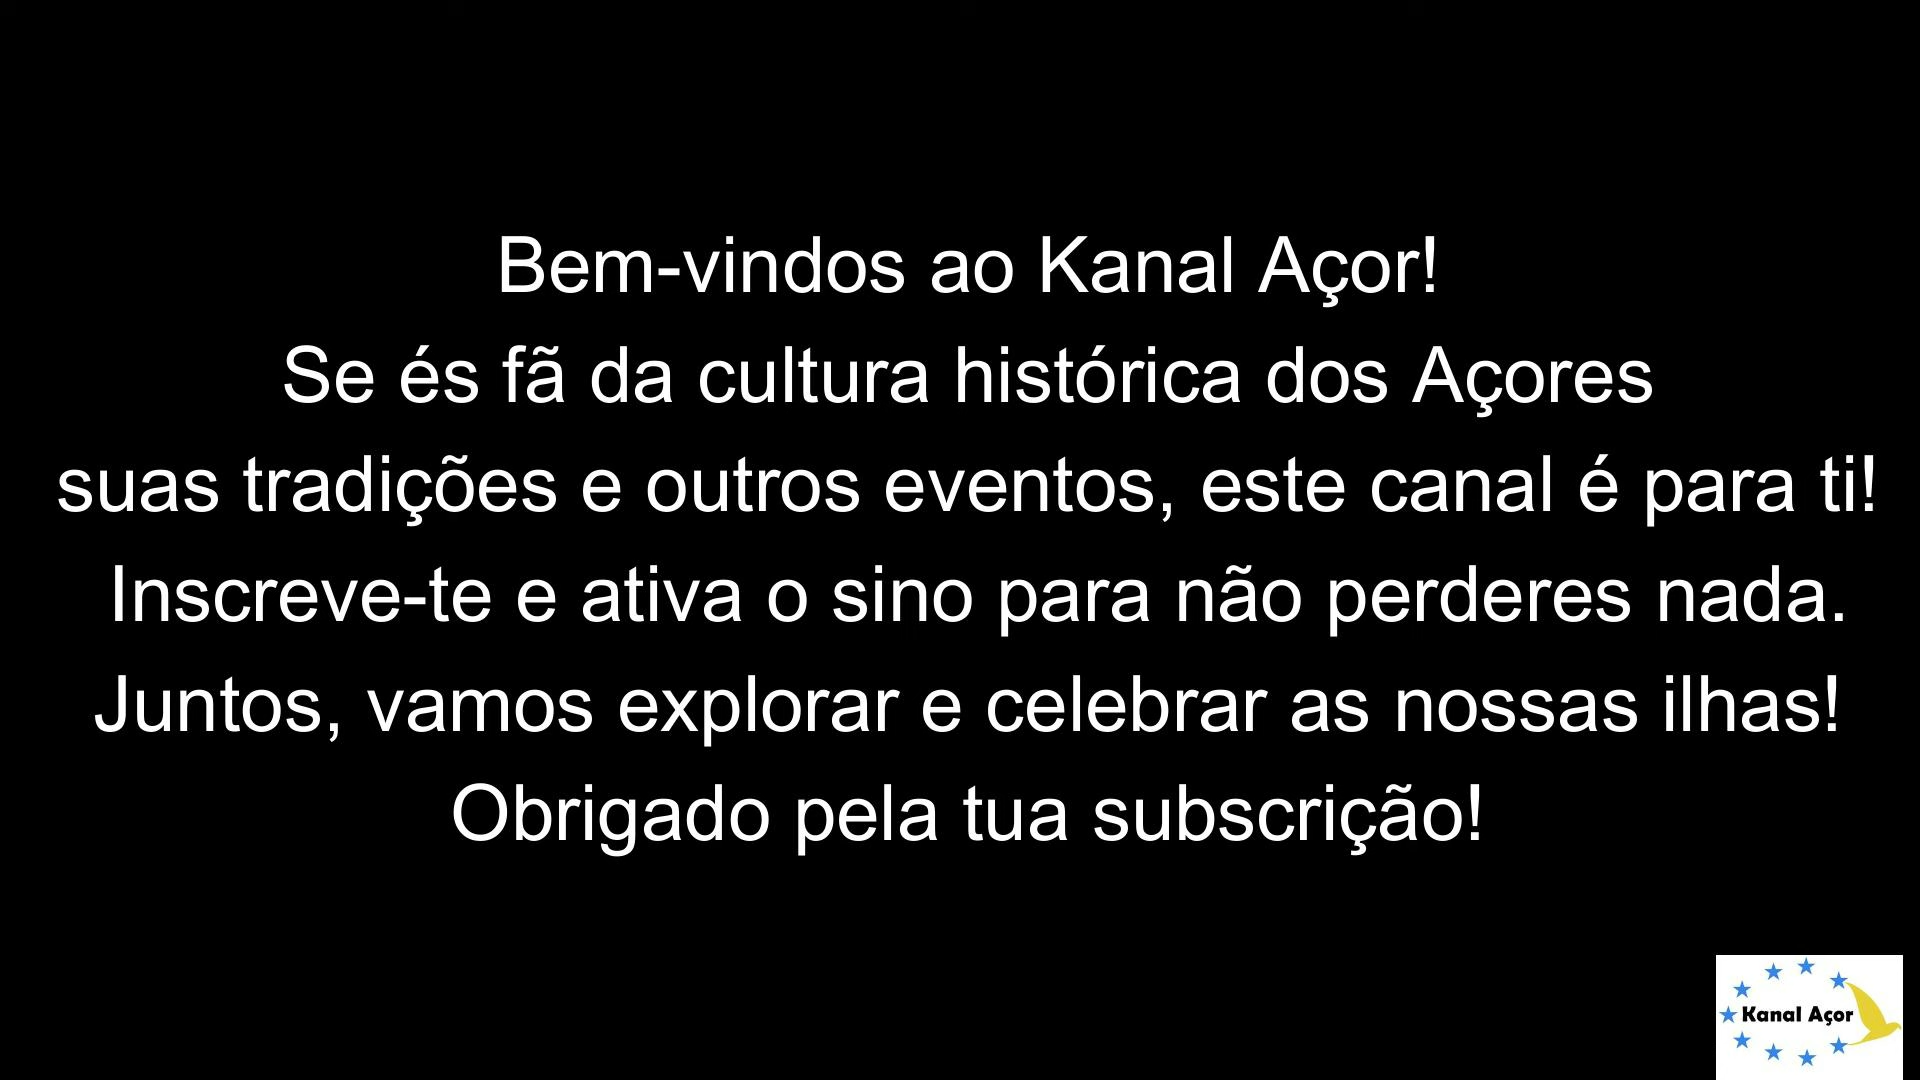 Bem-vindos ao Kanal Açor!
Se és fã da cultura histórica dos Açores
suas tradições e outros eventos, este canal é para ti!
Inscreve-te e ativa o sino para não perderes nada.
Juntos, vamos explorar e celebrar as nossas ilhas!
Obrigado pela tua subscrição!
Kanal Açor